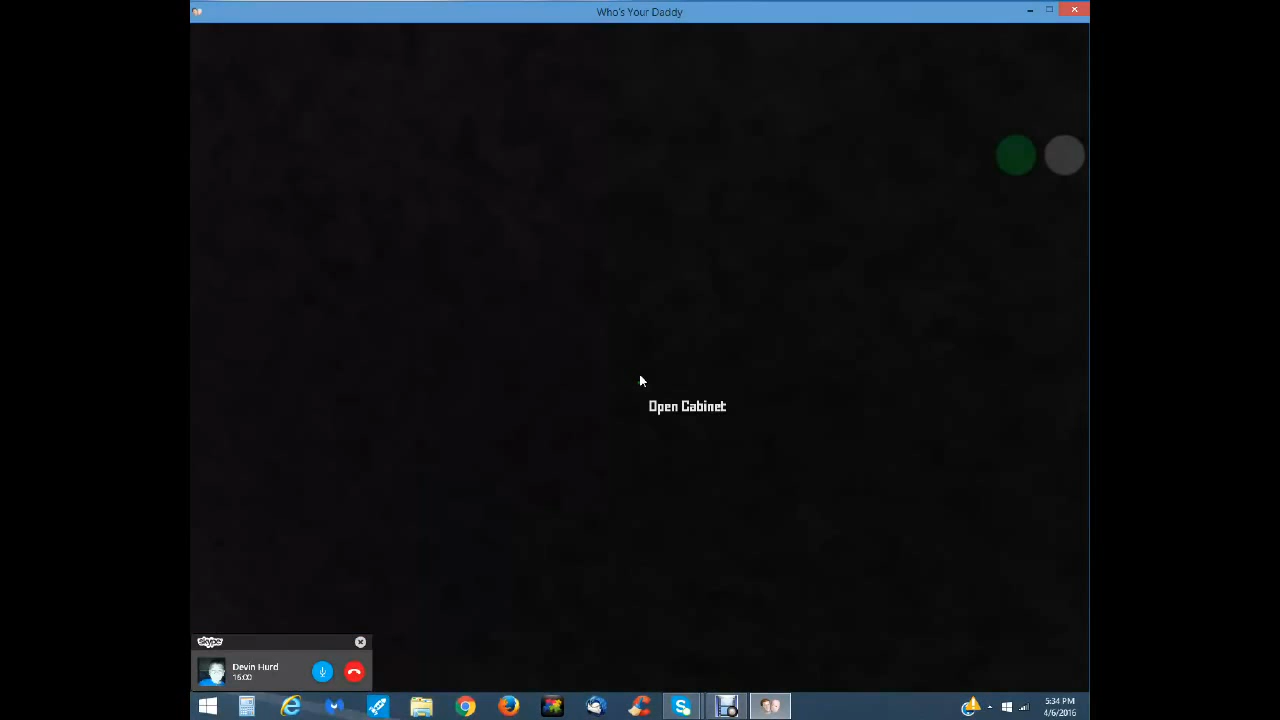 Who's Your Daddy
Open Cabinet
skype
Devin Hurd
16:00
5:34 PM
4/6/2016